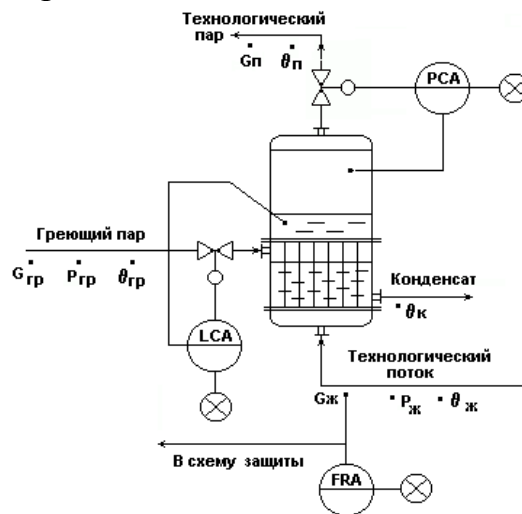 Технологический
пар
Gп θп
PCA
Греющий пар
Gгр Pгр θгр
Конденсат
θк
LCA
Технологический
поток
Gж Pж θж
В схему защиты
FRA